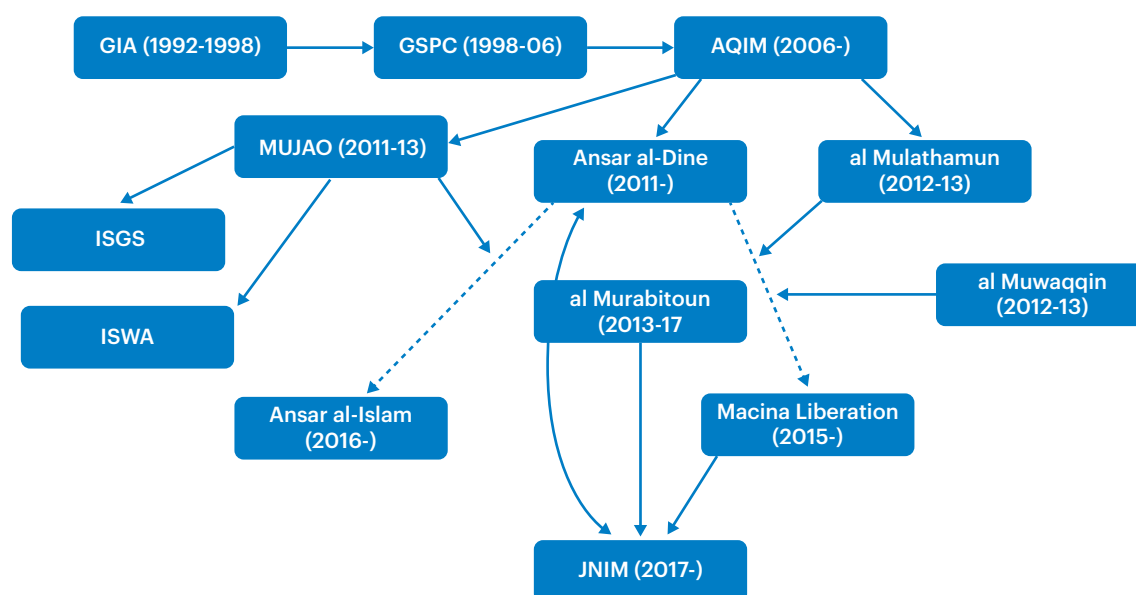 GIA (1992-1998)
GSPC (1998-06)
AQIM (2006-)
MUJAO (2011-13)
Ansar al-Dine
(2011-)
al Mulathamun
(2012-13)
ISGS
al Murabitoun
(2013-17
al Muwaqqin
(2012-13)
ISWA
Ansar al-Islam
(2016-)
Macina Liberation
(2015-)
JNIM (2017-)